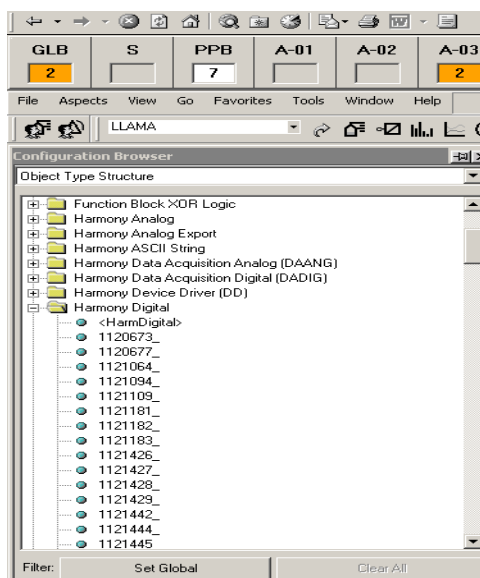 GLB S PPB A-01 A-02 A-03
2 7 2
File Aspects View Go Favorites Tools Window Help
LLAMA
Configuration Browser
Object Type Structure
Function Block XOR Logic
Harmony Analog
Harmony Analog Export
Harmony ASCII String
Harmony Data Acquisition Analog (DAANG)
Harmony Data Acquisition Digital (DADIG)
Harmony Device Driver (DD)
Harmony Digital
<HarmDigital>
1120673_
1120677_
1121064_
1121094_
1121109_
1121181_
1121182_
1121183_
1121426_
1121427_
1121428_
1121429_
1121442_
1121444_
1121445
Filter: Set Global Clear All